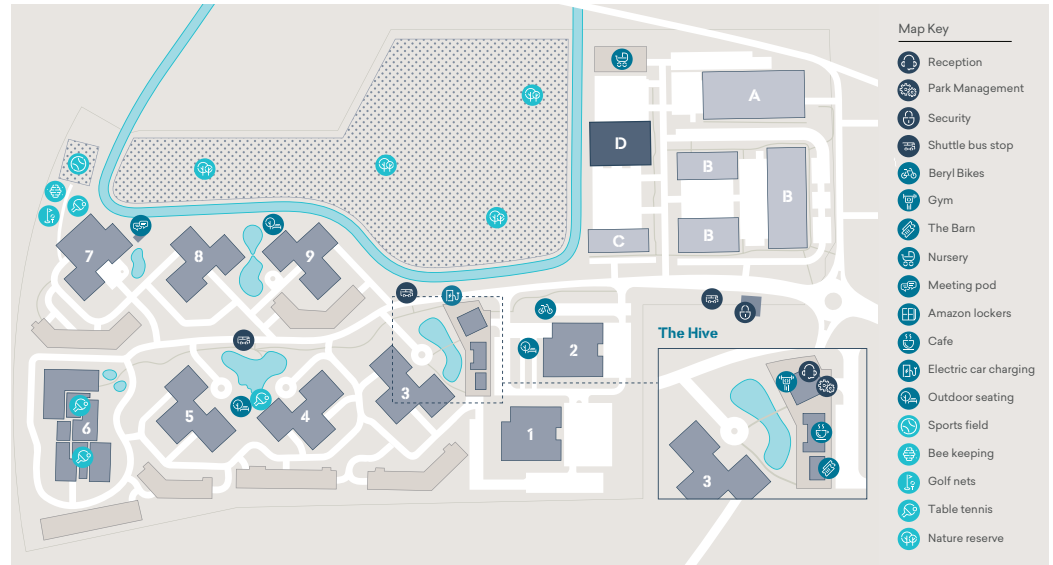 Map Key
Reception
Park Management
Security
Shuttle bus stop
Beryl Bikes
Gym
The Barn
Nursery
Meeting pod
Amazon lockers
Cafe
Electric car charging
Outdoor seating
Sports field
Bee keeping
Golf nets
Table tennis
Nature reserve
A
D
B
B
B
C
7
8
9
The Hive
2
3
5
4
6
1
3